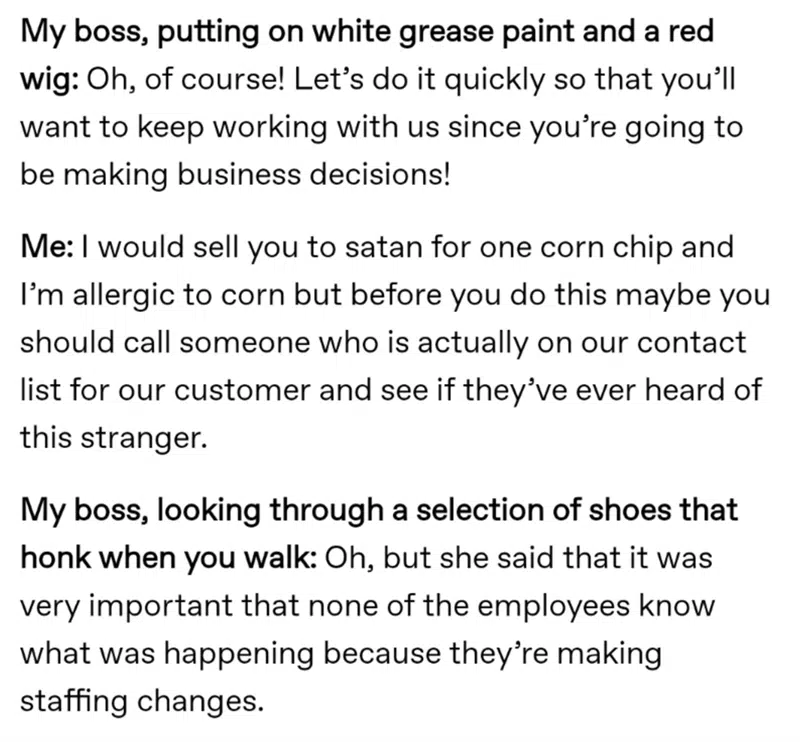 My boss, putting on white grease paint and a red
wig: Oh, of course! Let’s do it quickly so that you’ll
want to keep working with us since you’re going to
be making business decisions!
Me: I would sell you to satan for one corn chip and
I’m allergic to corn but before you do this maybe you
should call someone who is actually on our contact
list for our customer and see if they’ve ever heard of
this stranger.
My boss, looking through a selection of shoes that
honk when you walk: Oh, but she said that it was
very important that none of the employees know
what was happening because they’re making
staffing changes.